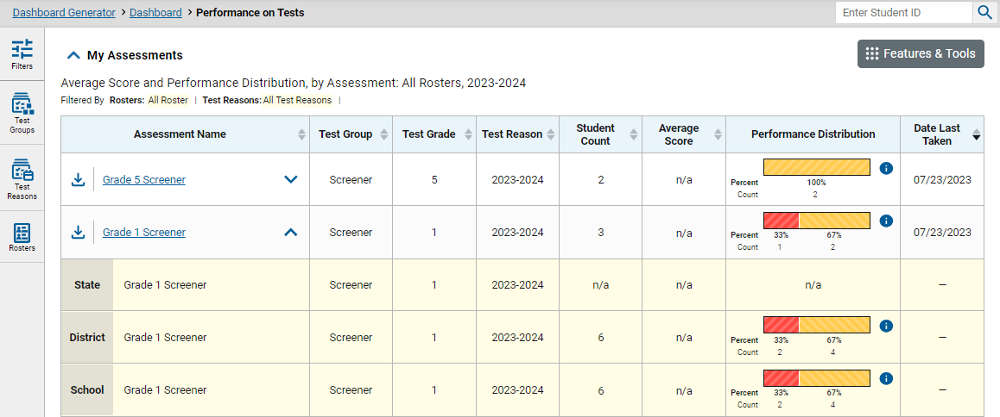 Dashboard Generator > Dashboard > Performance on Tests
Enter Student ID
Filters
Test
Groups
Test
Reasons
Rosters
My Assessments
Features & Tools
Average Score and Performance Distribution, by Assessment: All Rosters, 2023-2024
Filtered By Rosters: All Roster | Test Reasons: All Test Reasons |
Assessment Name Test Group Test Grade Test Reason Student Count Average Score Performance Distribution Date Last Taken
Grade 5 Screener Screener 5 2023-2024 2 n/a 07/23/2023
Percent 100%
Count 2
Grade 1 Screener Screener 1 2023-2024 3 n/a 07/23/2023
Percent 33% 67%
Count 1 2
State Grade 1 Screener Screener 1 2023-2024 n/a n/a n/a —
District Grade 1 Screener Screener 1 2023-2024 6 n/a —
Percent 33% 67%
Count 2 4
School Grade 1 Screener Screener 1 2023-2024 6 n/a —
Percent 33% 67%
Count 2 4